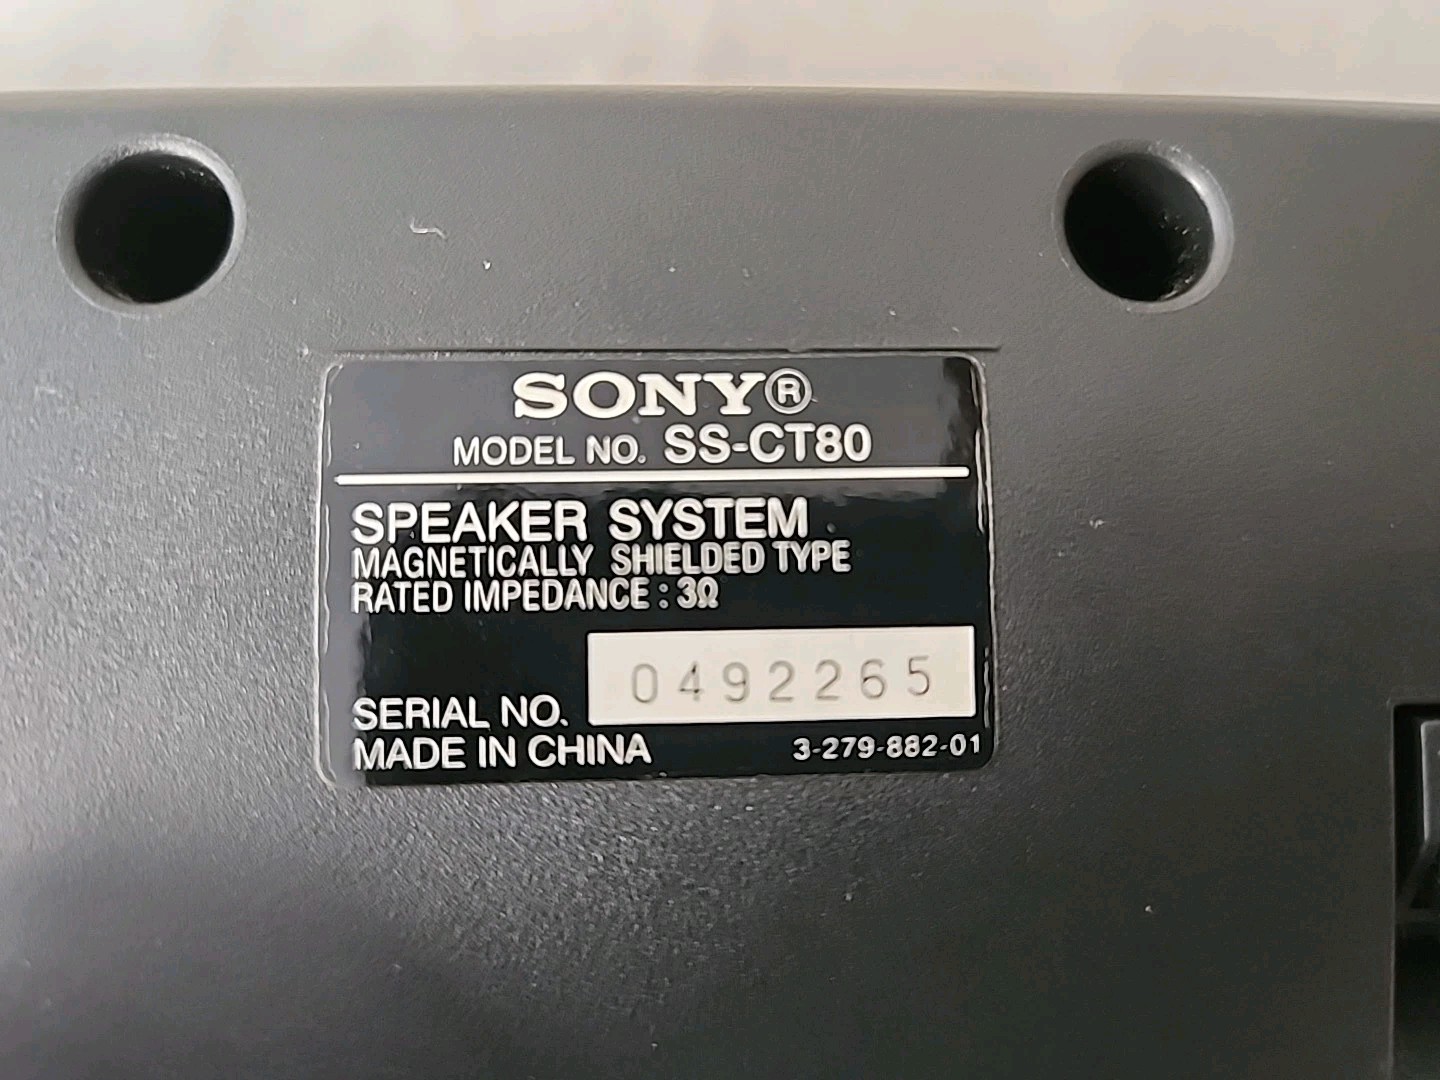 SONY®
MODEL NO. SS-CT80
SPEAKER SYSTEM
MAGNETICALLY SHIELDED TYPE
RATED IMPEDANCE : 3Ω
SERIAL NO. 0492265
MADE IN CHINA 3-279-882-01